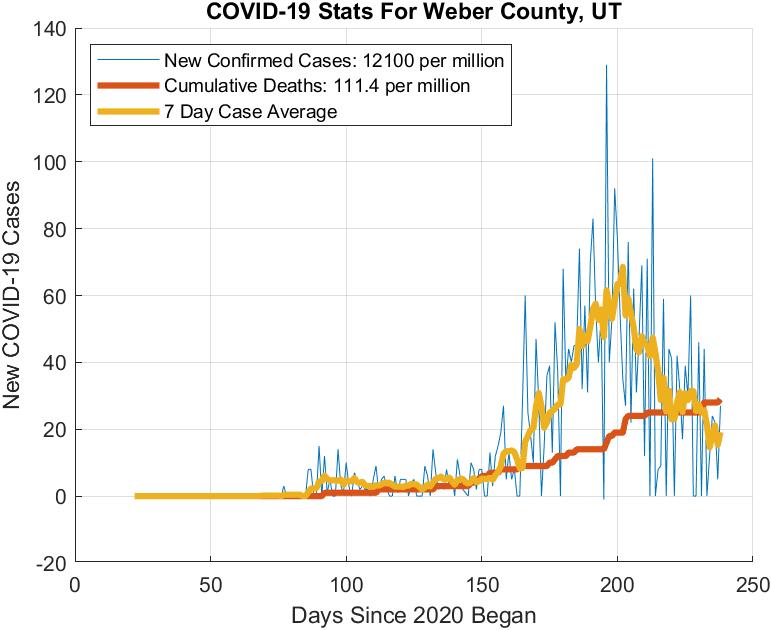 COVID-19 Stats For Weber County, UT
New Confirmed Cases: 12100 per million
Cumulative Deaths: 111.4 per million
7 Day Case Average
New COVID-19 Cases
140
120
100
80
60
40
20
0
-20
0 50 100 150 200 250
Days Since 2020 Began